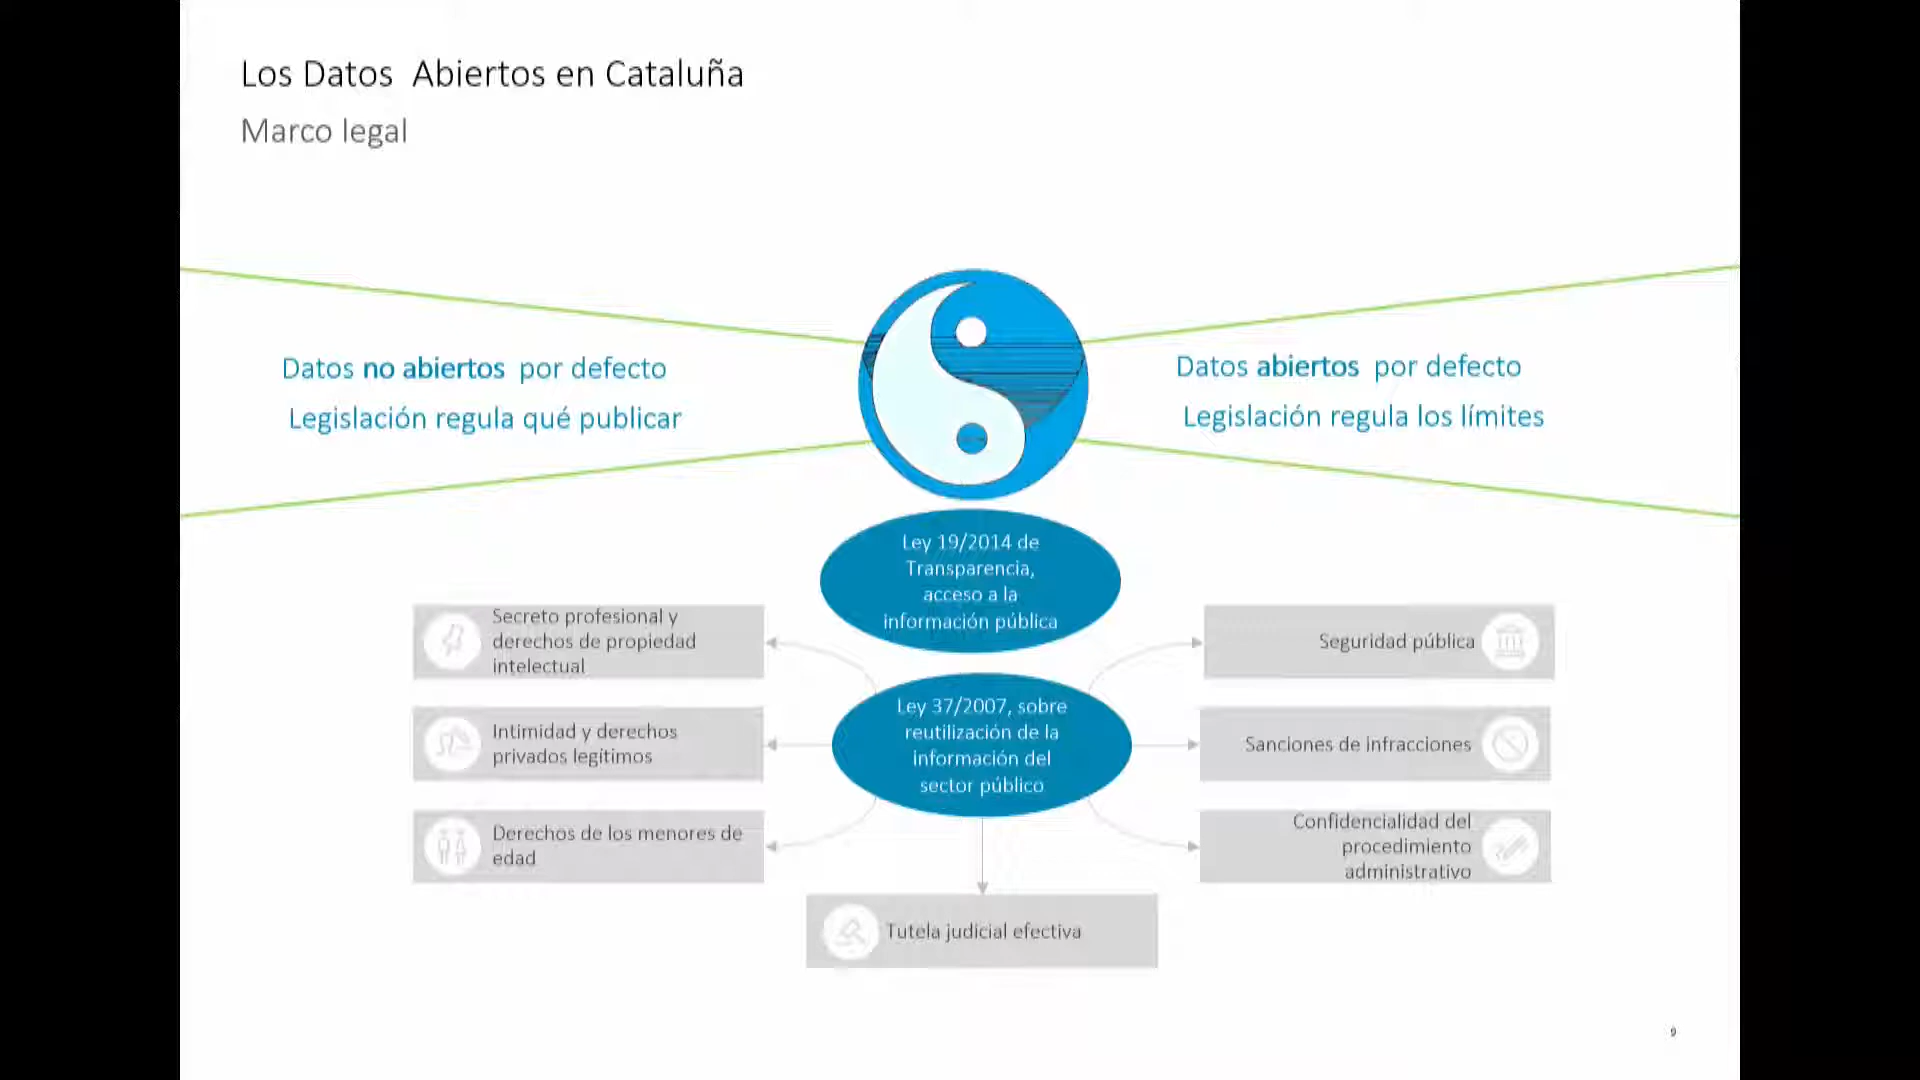 Los Datos  Abiertos en Cataluña
Marco legal
Datos no abiertos  por defecto
Legislación regula qué publicar
Datos abiertos  por defecto
Legislación regula los límites
Ley 19/2014 de
Transparencia,
acceso a la
información pública
Secreto profesional y
derechos de propiedad
intelectual
Intimidad y derechos
privados legítimos
Derechos de los menores de
edad
Ley 37/2007, sobre
reutilización de la
información del
sector público
Seguridad pública
Sanciones de infracciones
Confidencialidad del
procedimiento
administrativo
Tutela judicial efectiva
9